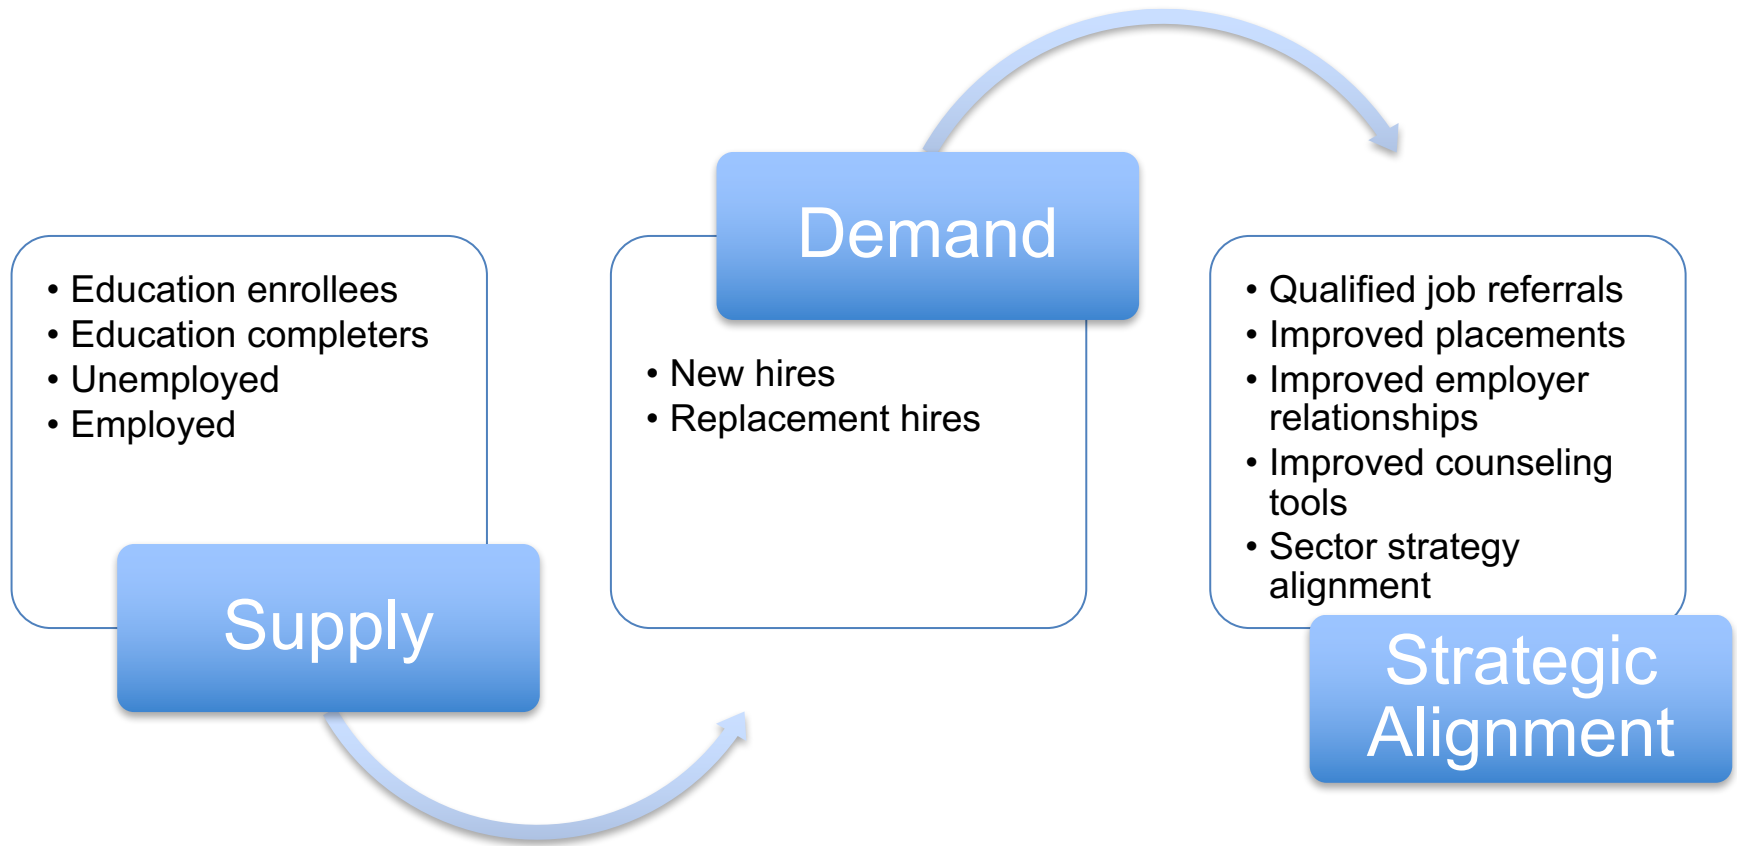 • Education enrollees
• Education completers
• Unemployed
• Employed
Supply
Demand
• New hires
• Replacement hires
• Qualified job referrals
• Improved placements
• Improved employer
relationships
• Improved counseling
tools
• Sector strategy
alignment
Strategic
Alignment